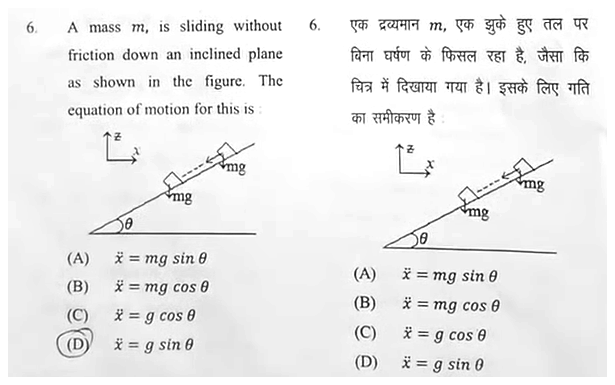 6. A mass m, is sliding without
friction down an inclined plane
as shown in the figure. The
equation of motion for this is :
z
x
mg
mg
θ
(A) ẍ = mg sin θ
(B) ẍ = mg cos θ
(C) ẍ = g cos θ
(D) ẍ = g sin θ
6. एक द्रव्यमान m, एक झुके हुए तल पर
बिना घर्षण के फिसल रहा है, जैसा कि
चित्र में दिखाया गया है। इसके लिए गति
का समीकरण है :
z
x
mg
mg
θ
(A) ẍ = mg sin θ
(B) ẍ = mg cos θ
(C) ẍ = g cos θ
(D) ẍ = g sin θ